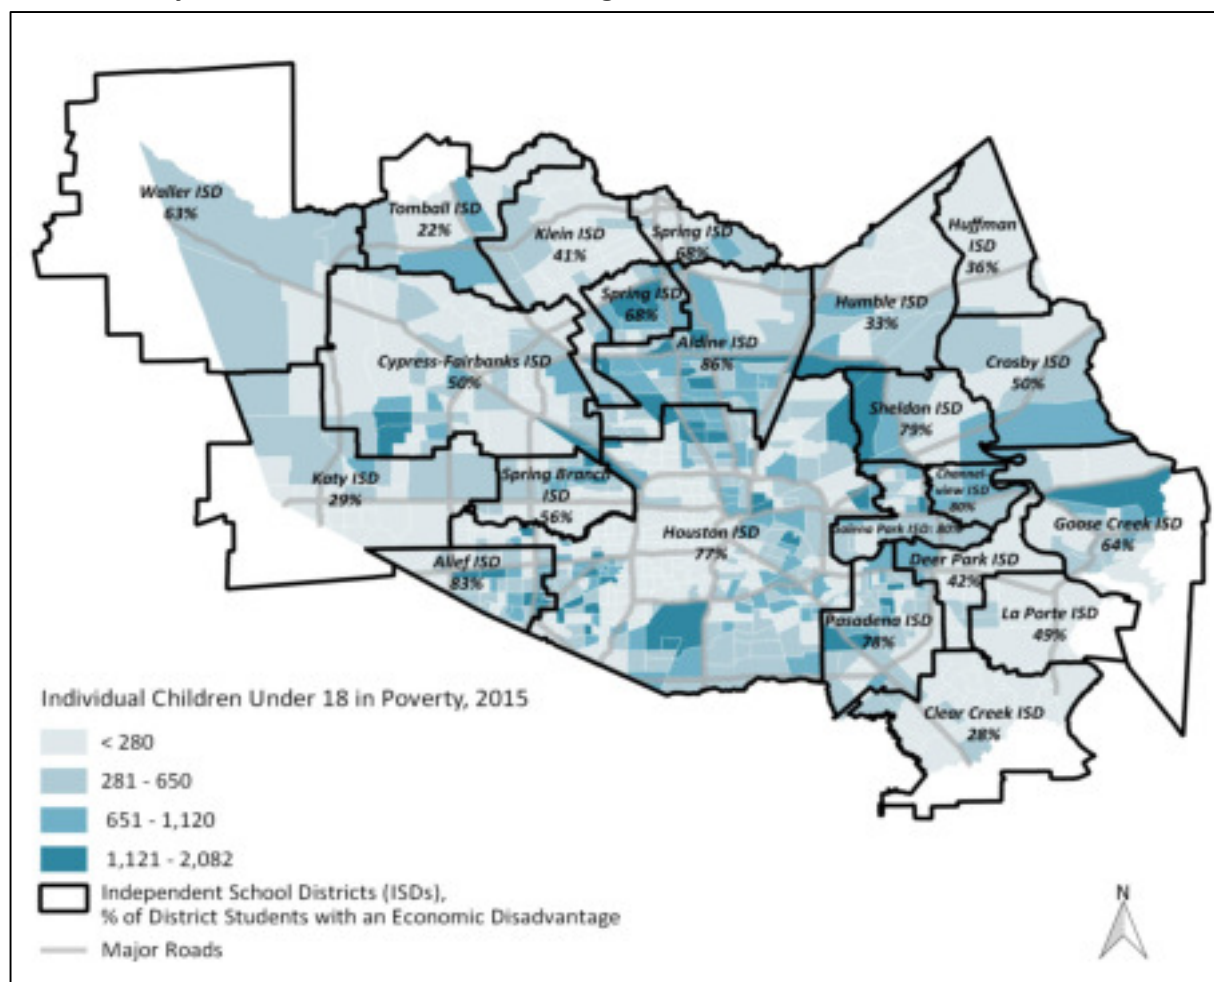 Waller ISD
63%
Tomball ISD
22%
Klein ISD
41%
Spring ISD
68%
Huffman
ISD
36%
Spring ISD
68%
Humble ISD
33%
Aldine ISD
86%
Cypress-Fairbanks ISD
50%
Crosby ISD
50%
Sheldon ISD
79%
Katy ISD
29%
Spring Branch
ISD
56%
Channel-
view ISD
80%
Houston ISD
77%
Galena Park ISD: 80%
Goose Creek ISD
64%
Alief ISD
83%
Deer Park ISD
42%
La Porte ISD
49%
Pasadena ISD
78%
Clear Creek ISD
28%
Individual Children Under 18 in Poverty, 2015
< 280
281 - 650
651 - 1,120
1,121 - 2,082
Independent School Districts (ISDs),
% of District Students with an Economic Disadvantage
Major Roads
N